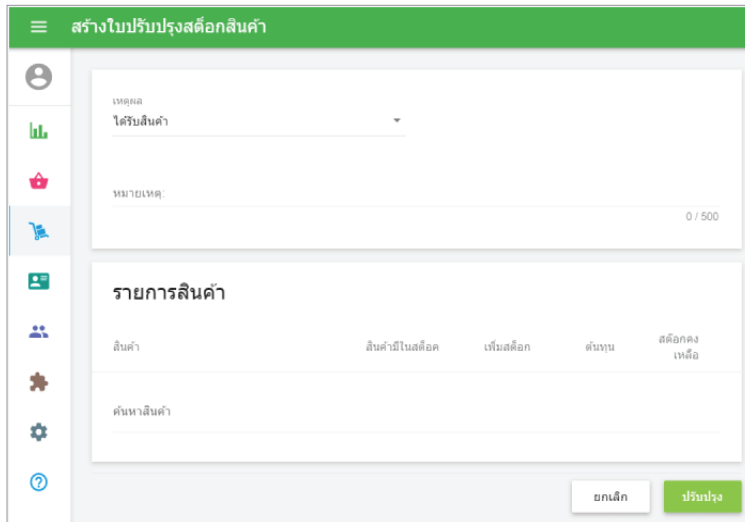 สร้างใบปรับปรุงสต็อกสินค้า
เหตุผล
ได้รับสินค้า
หมายเหตุ:
0 / 500
รายการสินค้า
สินค้า สินค้ามีในสต็อค เพิ่มสต็อก ต้นทุน สต๊อกคง
เหลือ
ค้นหาสินค้า
ยกเลิก ปรับปรุง